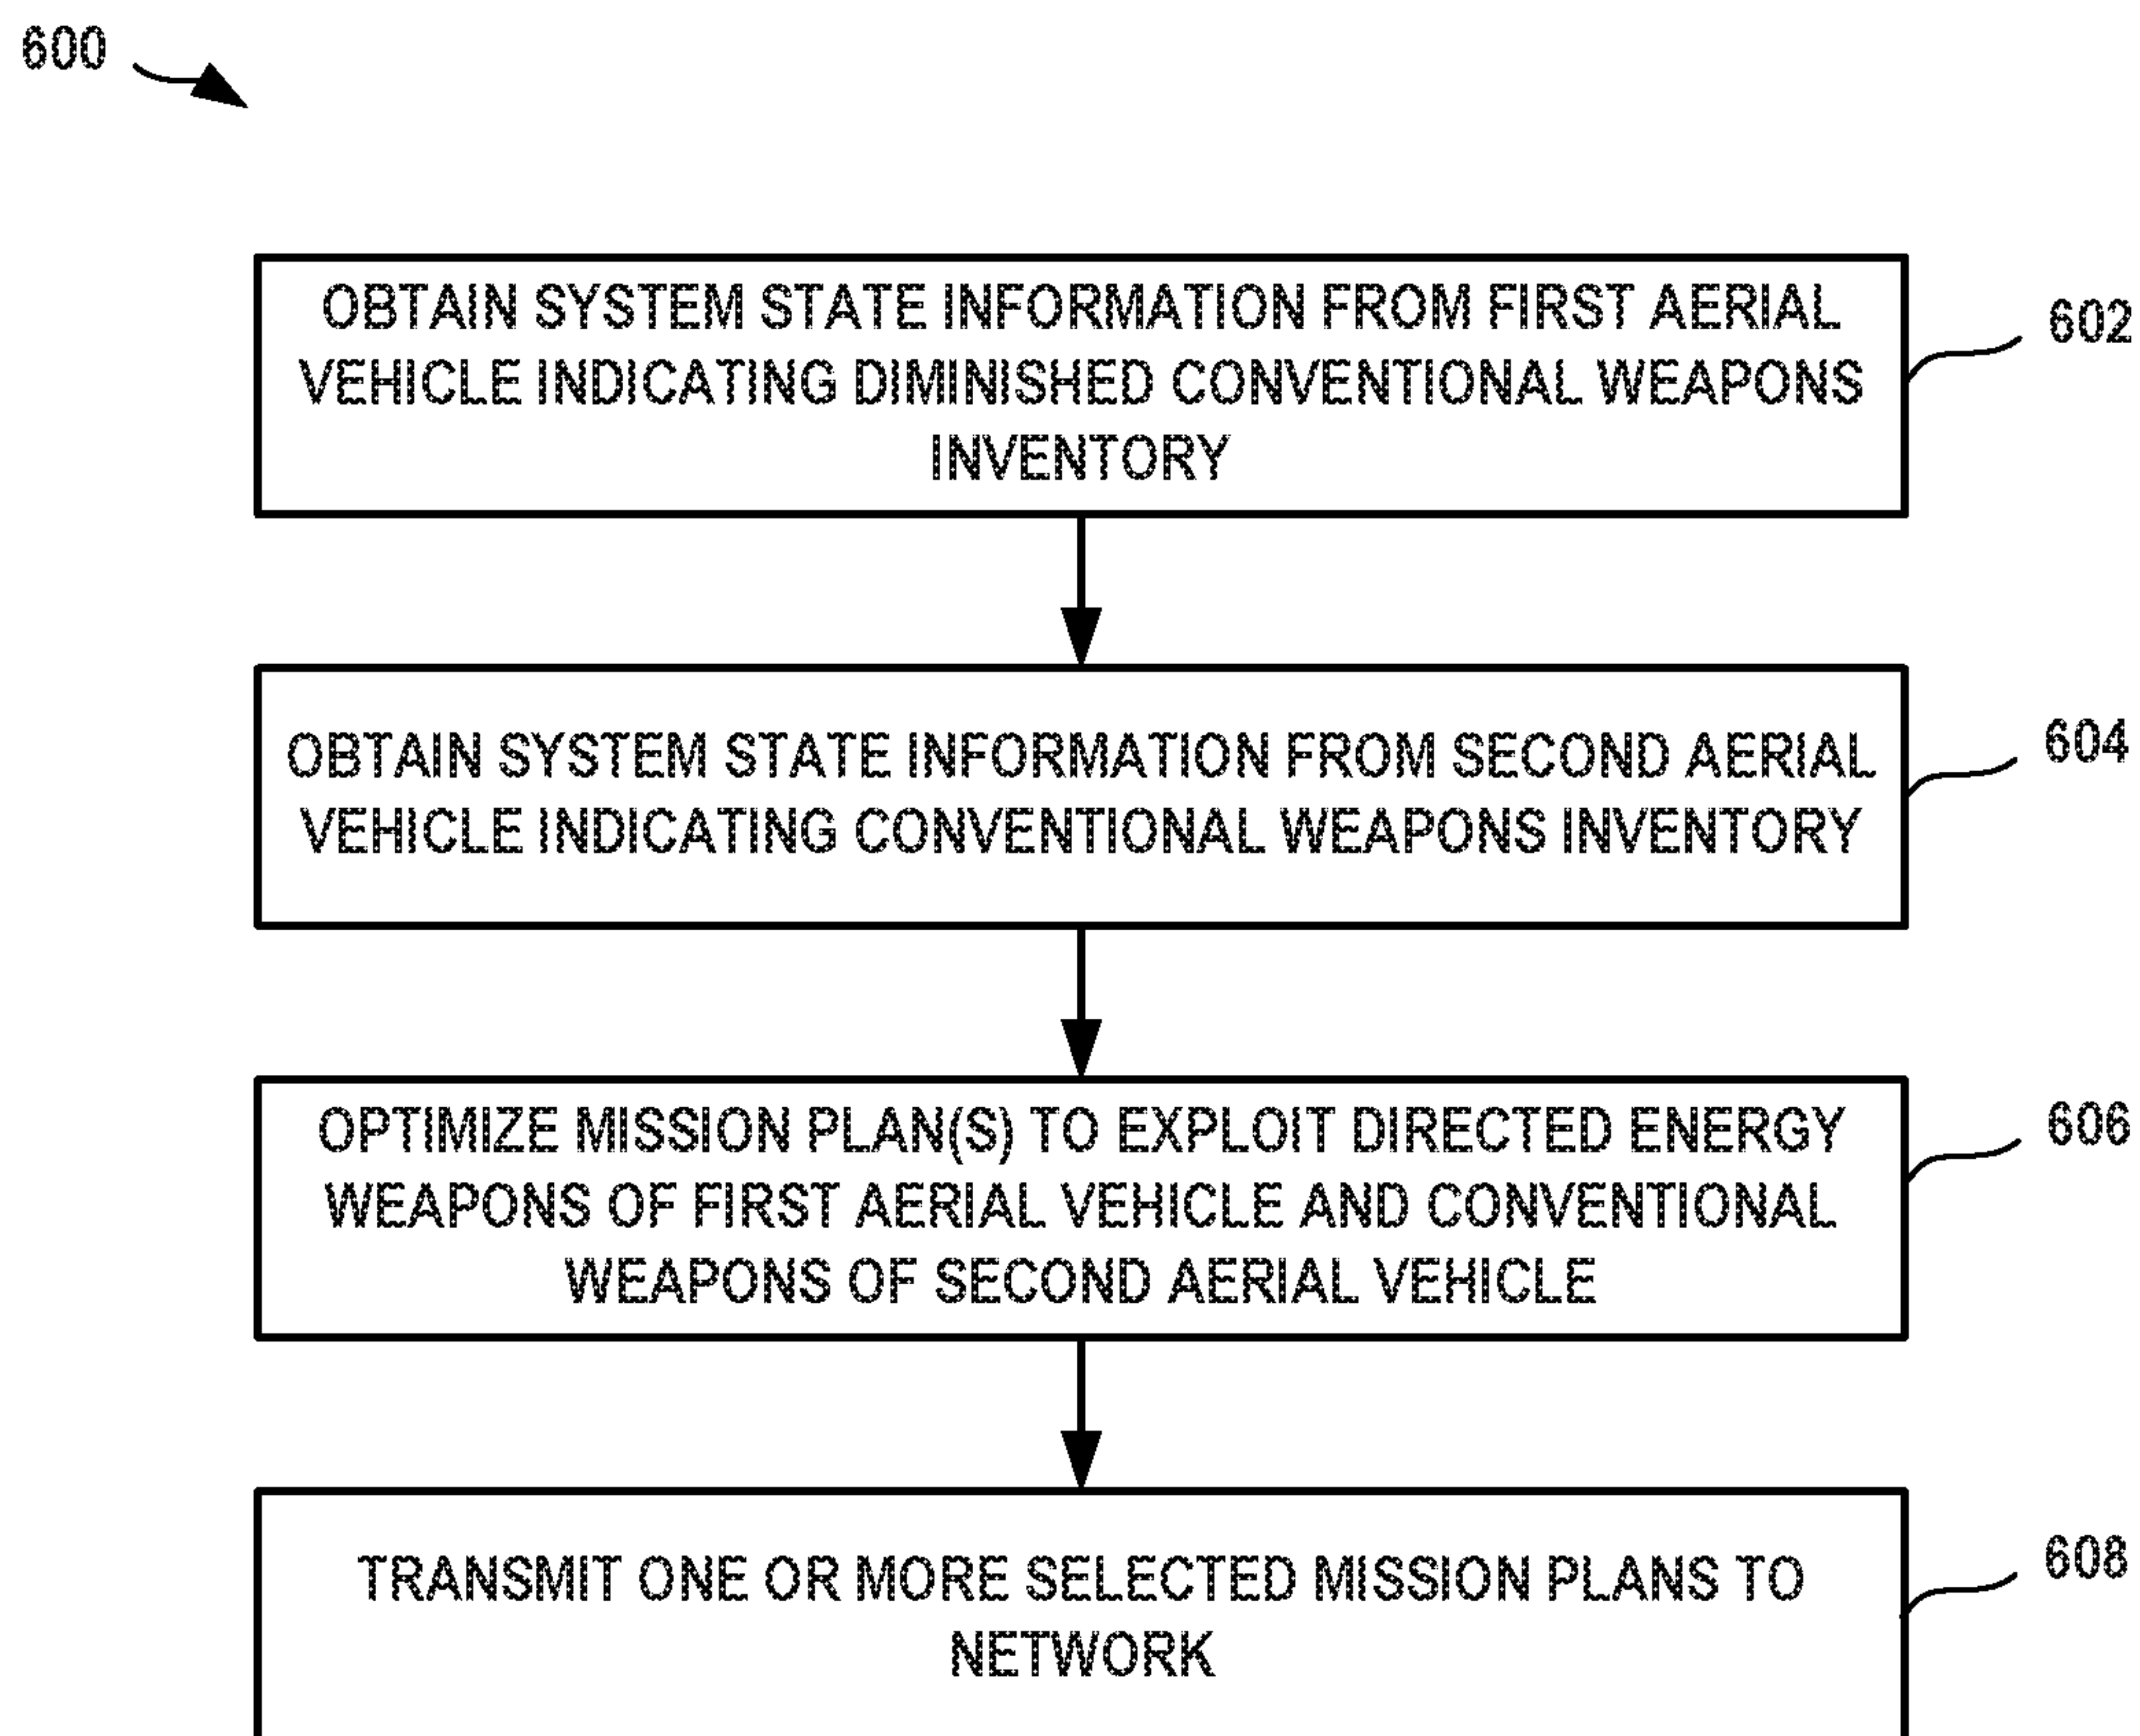 600
OBTAIN SYSTEM STATE INFORMATION FROM FIRST AERIAL
VEHICLE INDICATING DIMINISHED CONVENTIONAL WEAPONS
INVENTORY
602
OBTAIN SYSTEM STATE INFORMATION FROM SECOND AERIAL
VEHICLE INDICATING CONVENTIONAL WEAPONS INVENTORY
604
OPTIMIZE MISSION PLAN(S) TO EXPLOIT DIRECTED ENERGY
WEAPONS OF FIRST AERIAL VEHICLE AND CONVENTIONAL
WEAPONS OF SECOND AERIAL VEHICLE
606
TRANSMIT ONE OR MORE SELECTED MISSION PLANS TO
NETWORK
608